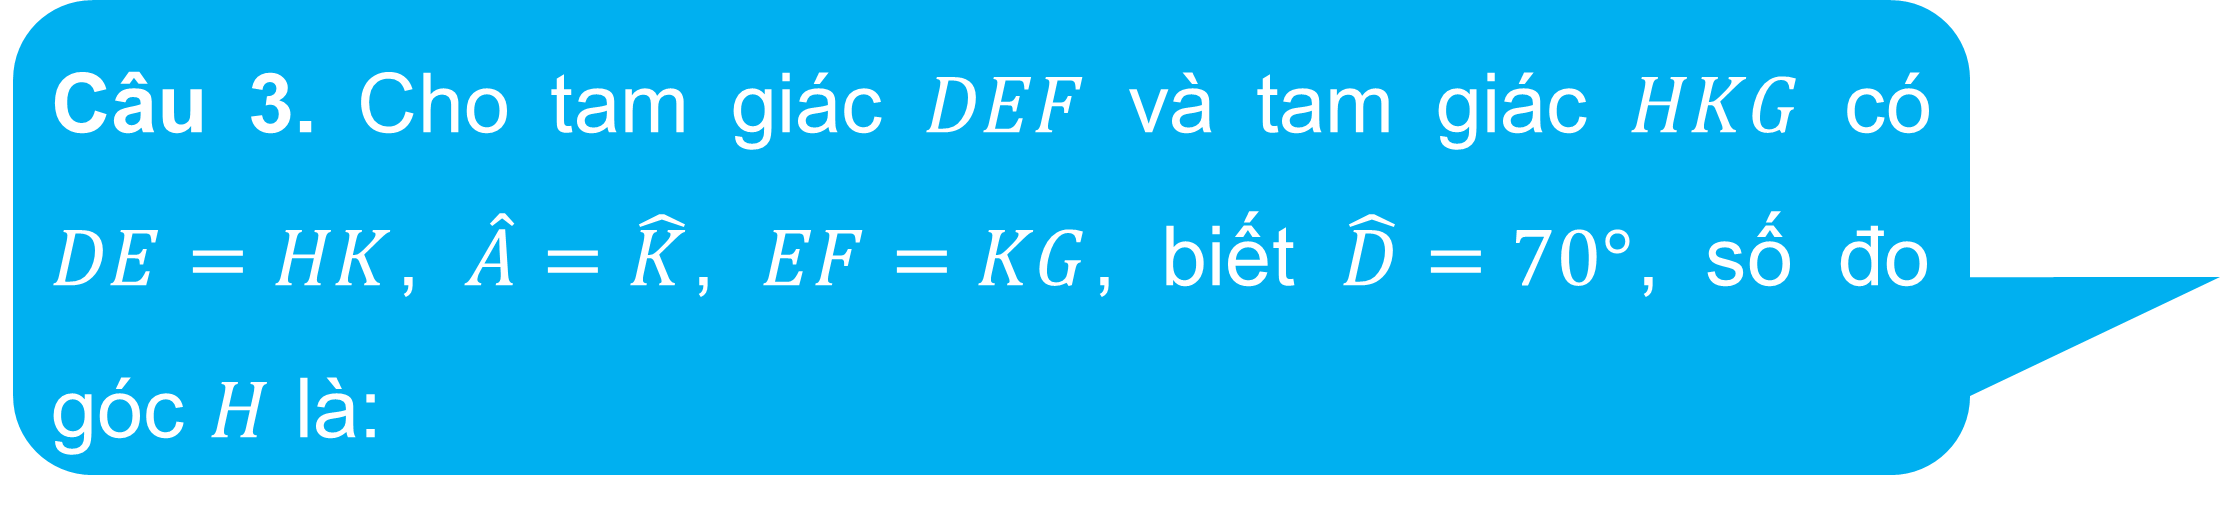 Câu 3. Cho tam giác DEF và tam giác HKG có
DE = HK, Â = K̂, EF = KG, biết D̂ = 70°, số đo
góc H là: